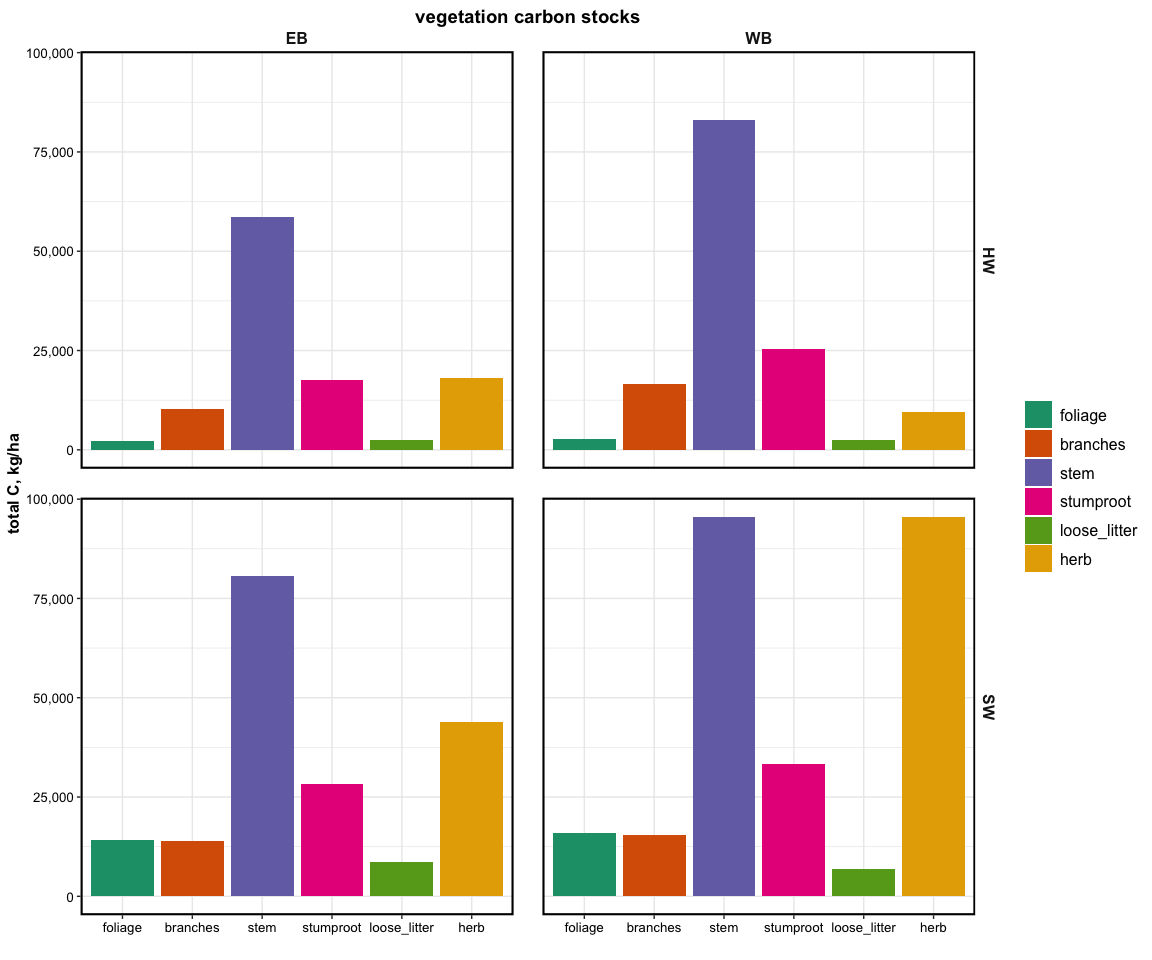 vegetation carbon stocks
EB
WB
100,000
75,000
50,000
25,000
0
HW
total C, kg/ha
100,000
75,000
50,000
25,000
0
SW
foliage branches stem stumproot loose_litter herb
foliage branches stem stumproot loose_litter herb
foliage
branches
stem
stumproot
loose_litter
herb